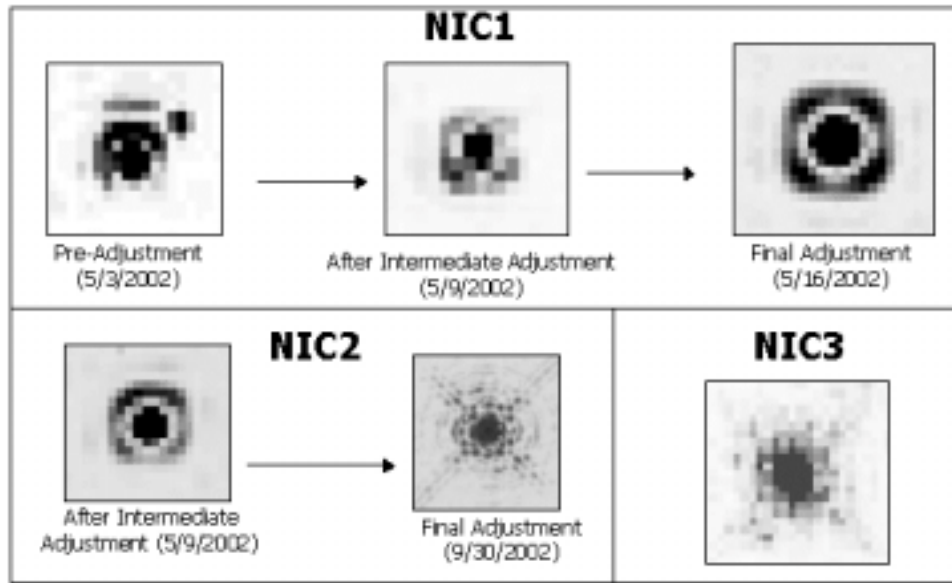 NIC1
Pre-Adjustment
(5/3/2002)
After Intermediate Adjustment
(5/9/2002)
Final Adjustment
(5/16/2002)
NIC2
After Intermediate
Adjustment (5/9/2002)
Final Adjustment
(9/30/2002)
NIC3